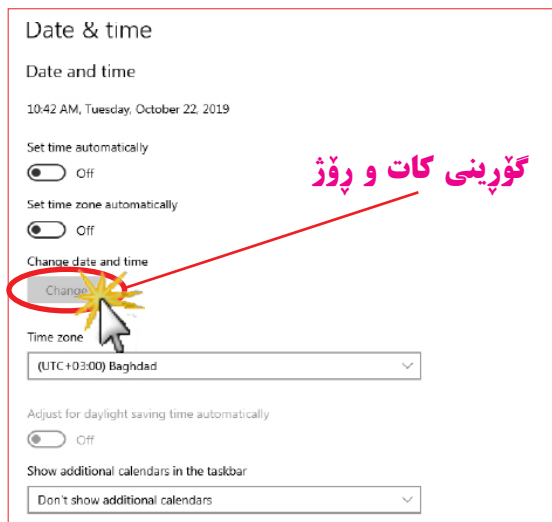 Date & time
Date and time
10:42 AM, Tuesday, October 22, 2019
Set time automatically
Off
گۆڕینی کات و ڕۆژ
Set time zone automatically
Off
Change date and time
Change
Time zone
(UTC+03:00) Baghdad
Adjust for daylight saving time automatically
Off
Show additional calendars in the taskbar
Don't show additional calendars